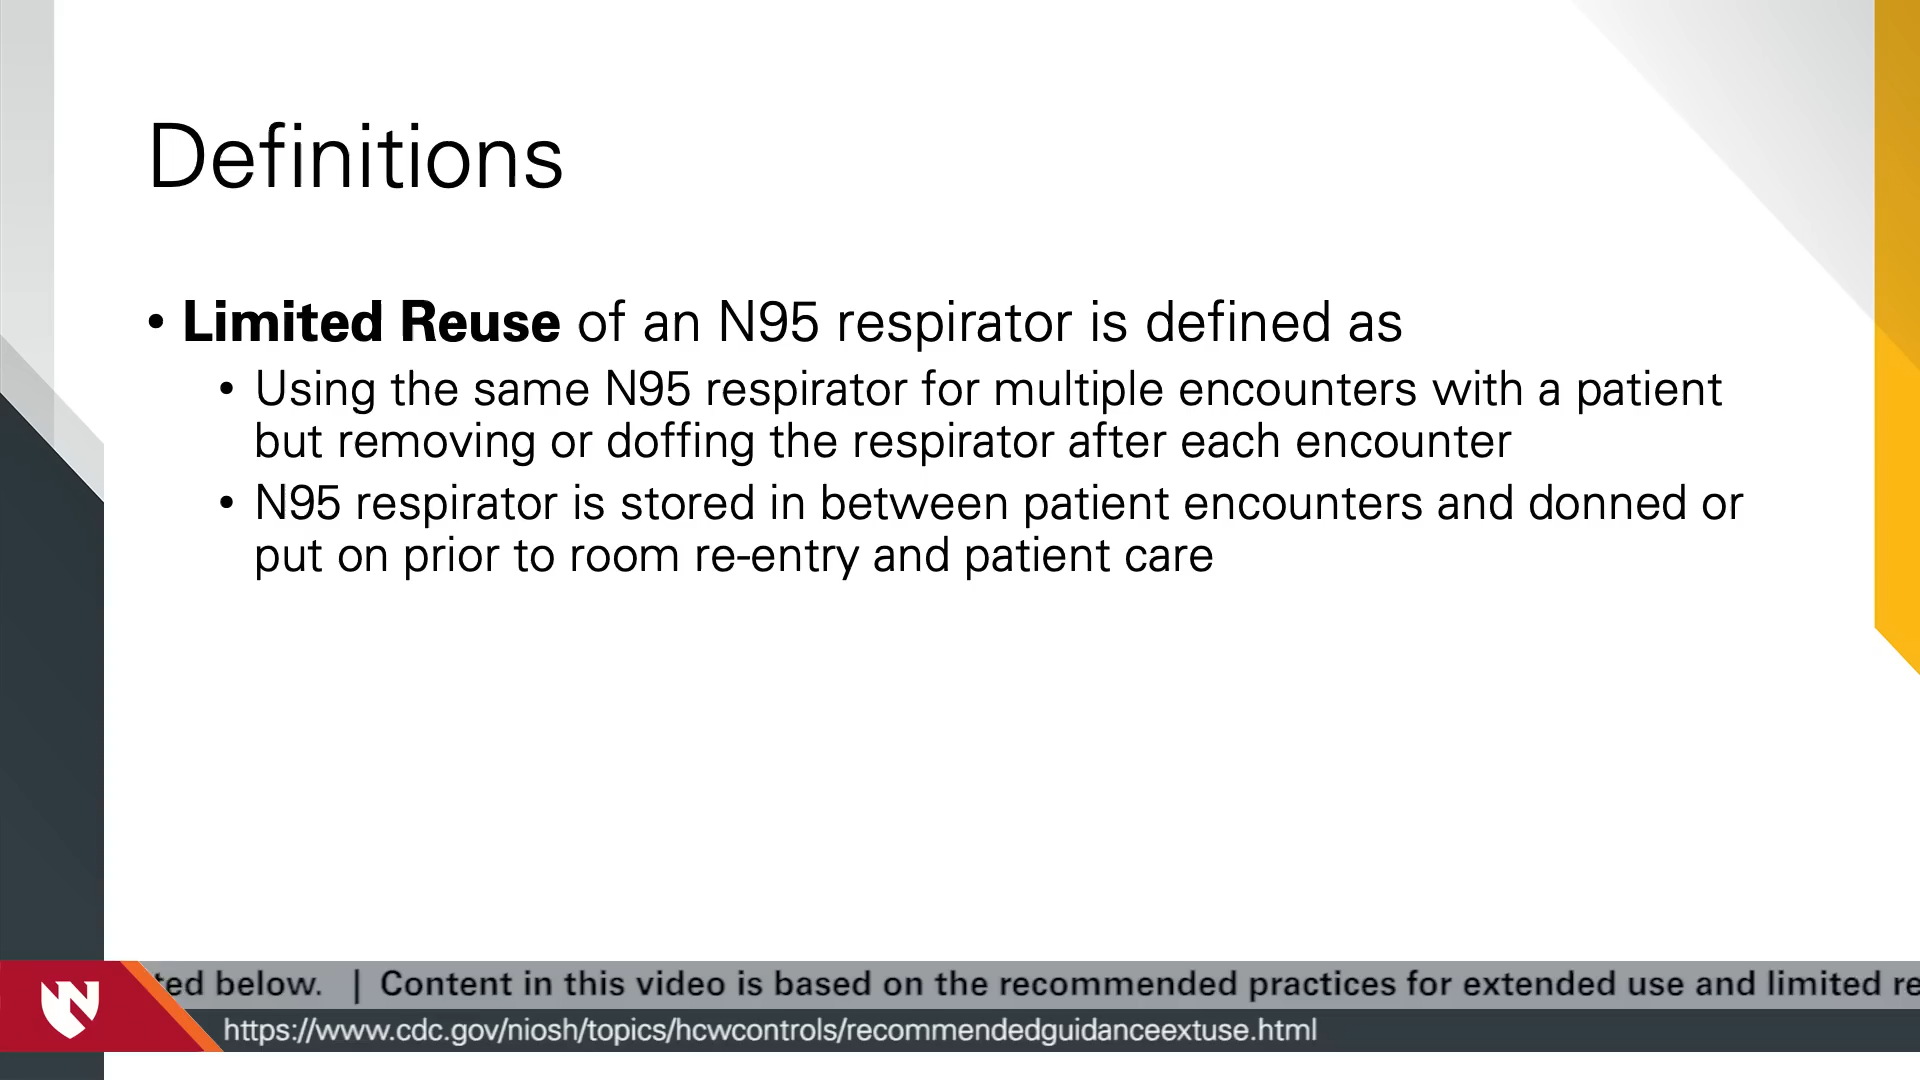 Definitions
• Limited Reuse of an N95 respirator is defined as
• Using the same N95 respirator for multiple encounters with a patient
but removing or doffing the respirator after each encounter
• N95 respirator is stored in between patient encounters and donned or
put on prior to room re-entry and patient care
ted below. | Content in this video is based on the recommended practices for extended use and limited re
https://www.cdc.gov/niosh/topics/hcwcontrols/recommendedguidanceextuse.html